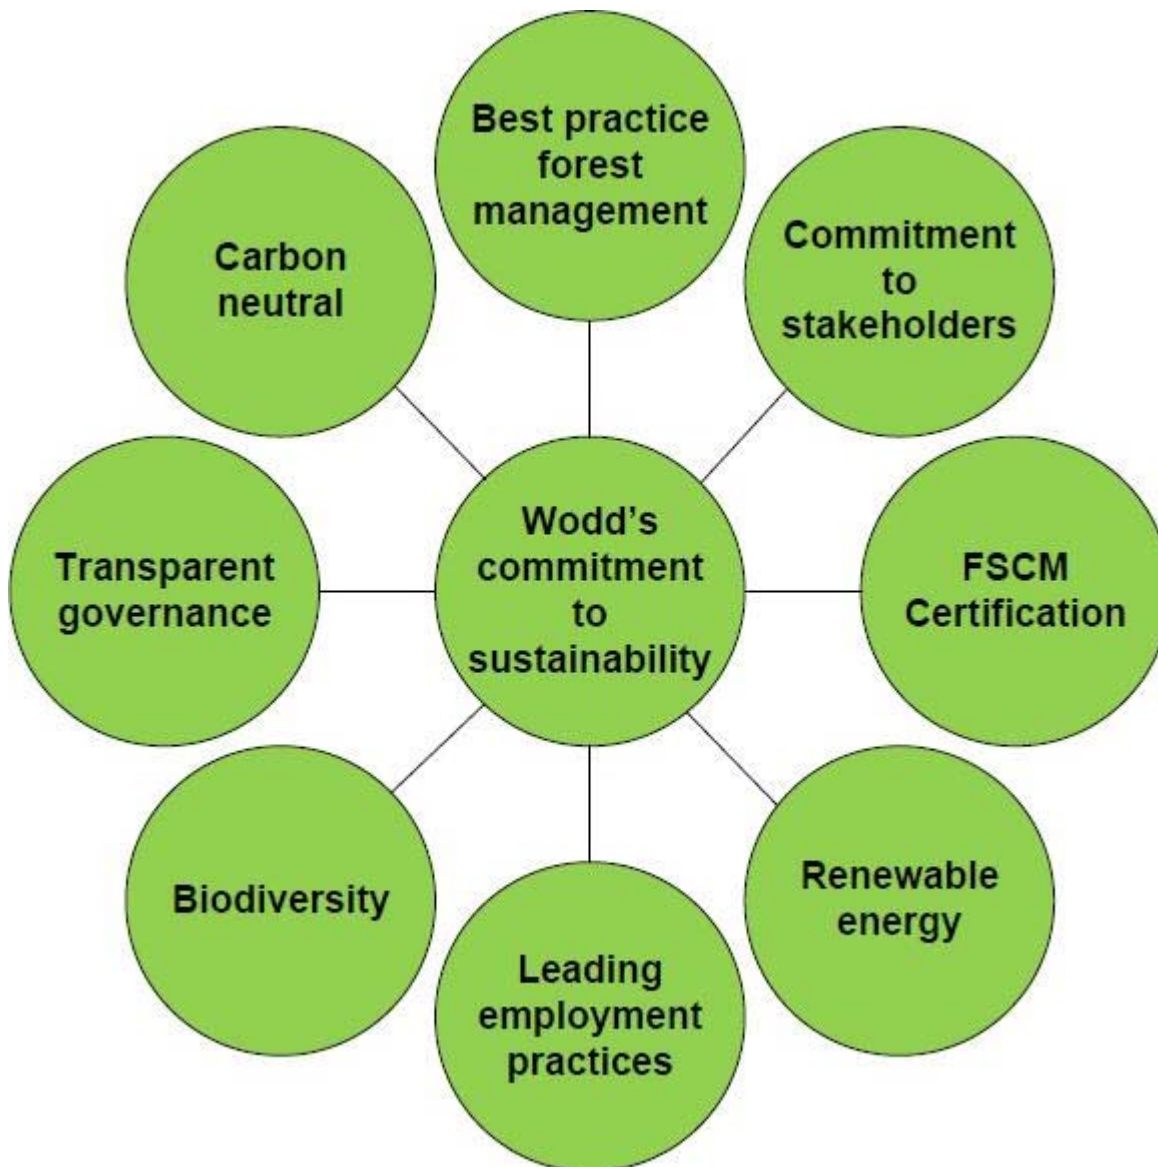 Best practice
forest
management
Commitment
to
stakeholders
FSCM
Certification
Renewable
energy
Leading
employment
practices
Biodiversity
Transparent
governance
Carbon
neutral
Wodd’s
commitment
to
sustainability